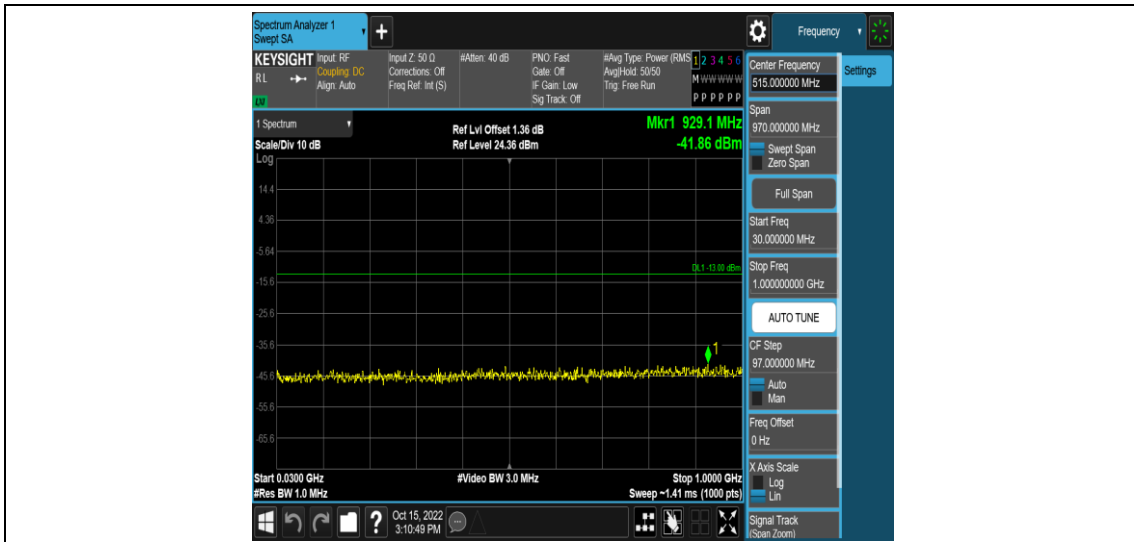 Spectrum Analyzer 1
Swept SA
+
Frequency
KEYSIGHT
RL
LXI
Input: RF
Coupling: DC
Align: Auto
Input Z: 50 Ω
Corrections: Off
Freq Ref: Int (S)
#Atten: 40 dB
PNO: Fast
Gate: Off
IF Gain: Low
Sig Track: Off
#Avg Type: Power (RMS
Avg|Hold: 50/50
Trig: Free Run
1 2 3 4 5 6
M W W W W W
P P P P P P
1 Spectrum
Scale/Div 10 dB
Ref Lvl Offset 1.36 dB
Ref Level 24.36 dBm
Mkr1 929.1 MHz
-41.86 dBm
Log
14.4
4.36
-5.64
DL1 -13.00 dBm
-15.6
-25.6
-35.6
1
-45.6
-55.6
-65.6
Start 0.0300 GHz
#Res BW 1.0 MHz
#Video BW 3.0 MHz
Stop 1.0000 GHz
Sweep ~1.41 ms (1000 pts)
Oct 15, 2022
3:10:49 PM
?
Center Frequency
515.000000 MHz
Settings
Span
970.000000 MHz
Swept Span
Zero Span
Full Span
Start Freq
30.000000 MHz
Stop Freq
1.000000000 GHz
AUTO TUNE
CF Step
97.000000 MHz
Auto
Man
Freq Offset
0 Hz
X Axis Scale
Log
Lin
Signal Track
(Span Zoom)